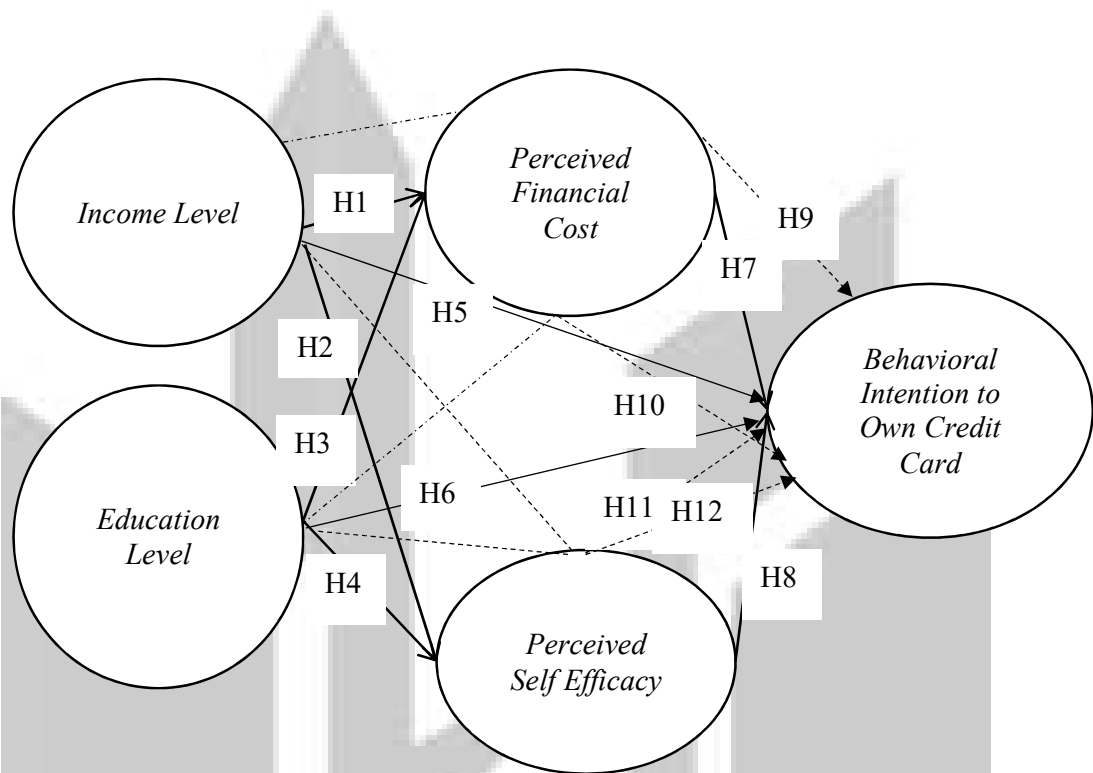 Income Level
Perceived
Financial
Cost
H1
H9
H7
H5
H2
Behavioral
Intention to
Own Credit
Card
H10
H3
H6
H11
H12
Education
Level
H4
H8
Perceived
Self Efficacy